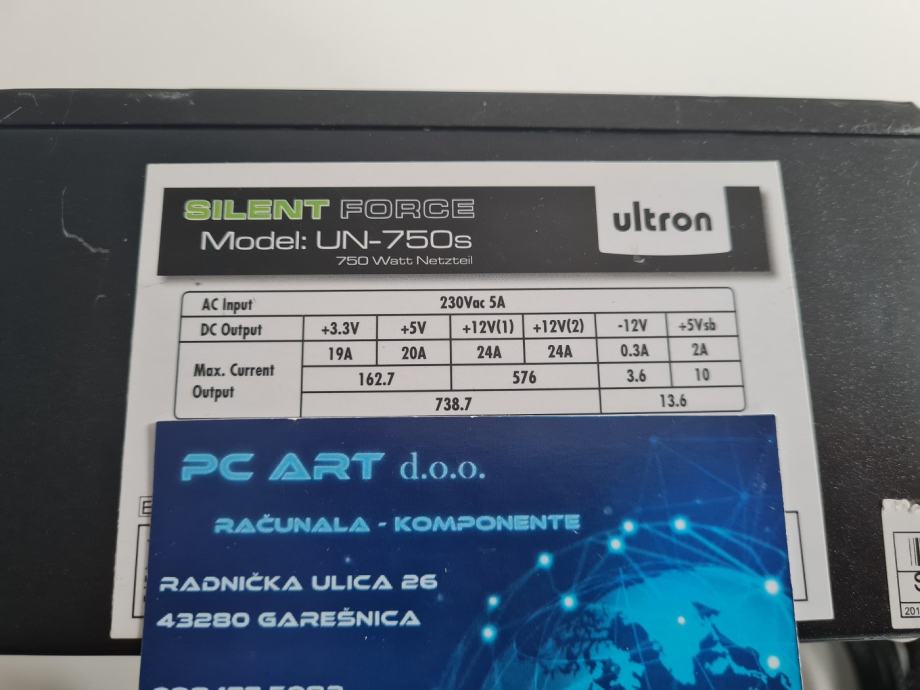 SILENT FORCE
ultron
Model: UN-750s
750 Watt Netzteil
AC Input 230Vac 5A
DC Output +3.3V +5V +12V(1) +12V(2) -12V +5Vsb
Max. Current Output 19A 20A 24A 24A 0.3A 2A
162.7 576 3.6 10
738.7 13.6
PC ART d.o.o.
RAČUNALA - KOMPONENTE
RADNIČKA ULICA 26
43280 GAREŠNICA